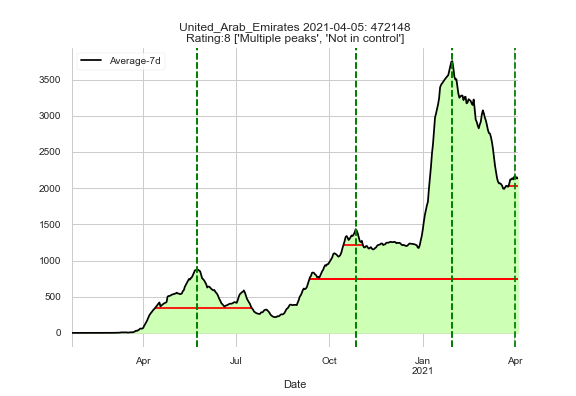 United_Arab_Emirates 2021-04-05: 472148
Rating:8 ['Multiple peaks', 'Not in control']
Average-7d
3500
3000
2500
2000
1500
1000
500
0
Apr
Jul
Oct
Jan
2021
Apr
Date